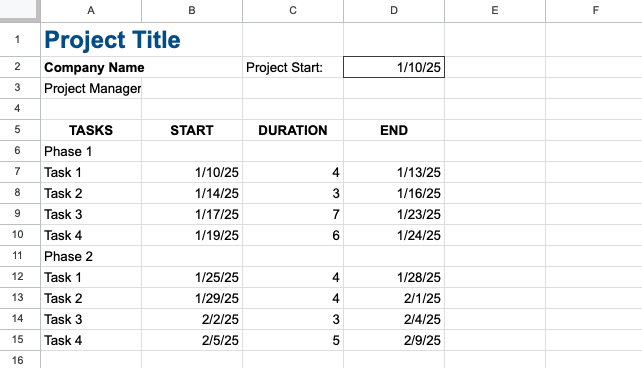 A B C D E F
1 Project Title
2 Company Name Project Start: 1/10/25
3 Project Manager
4
5 TASKS START DURATION END
6 Phase 1
7 Task 1 1/10/25 4 1/13/25
8 Task 2 1/14/25 3 1/16/25
9 Task 3 1/17/25 7 1/23/25
10 Task 4 1/19/25 6 1/24/25
11 Phase 2
12 Task 1 1/25/25 4 1/28/25
13 Task 2 1/29/25 4 2/1/25
14 Task 3 2/2/25 3 2/4/25
15 Task 4 2/5/25 5 2/9/25
16